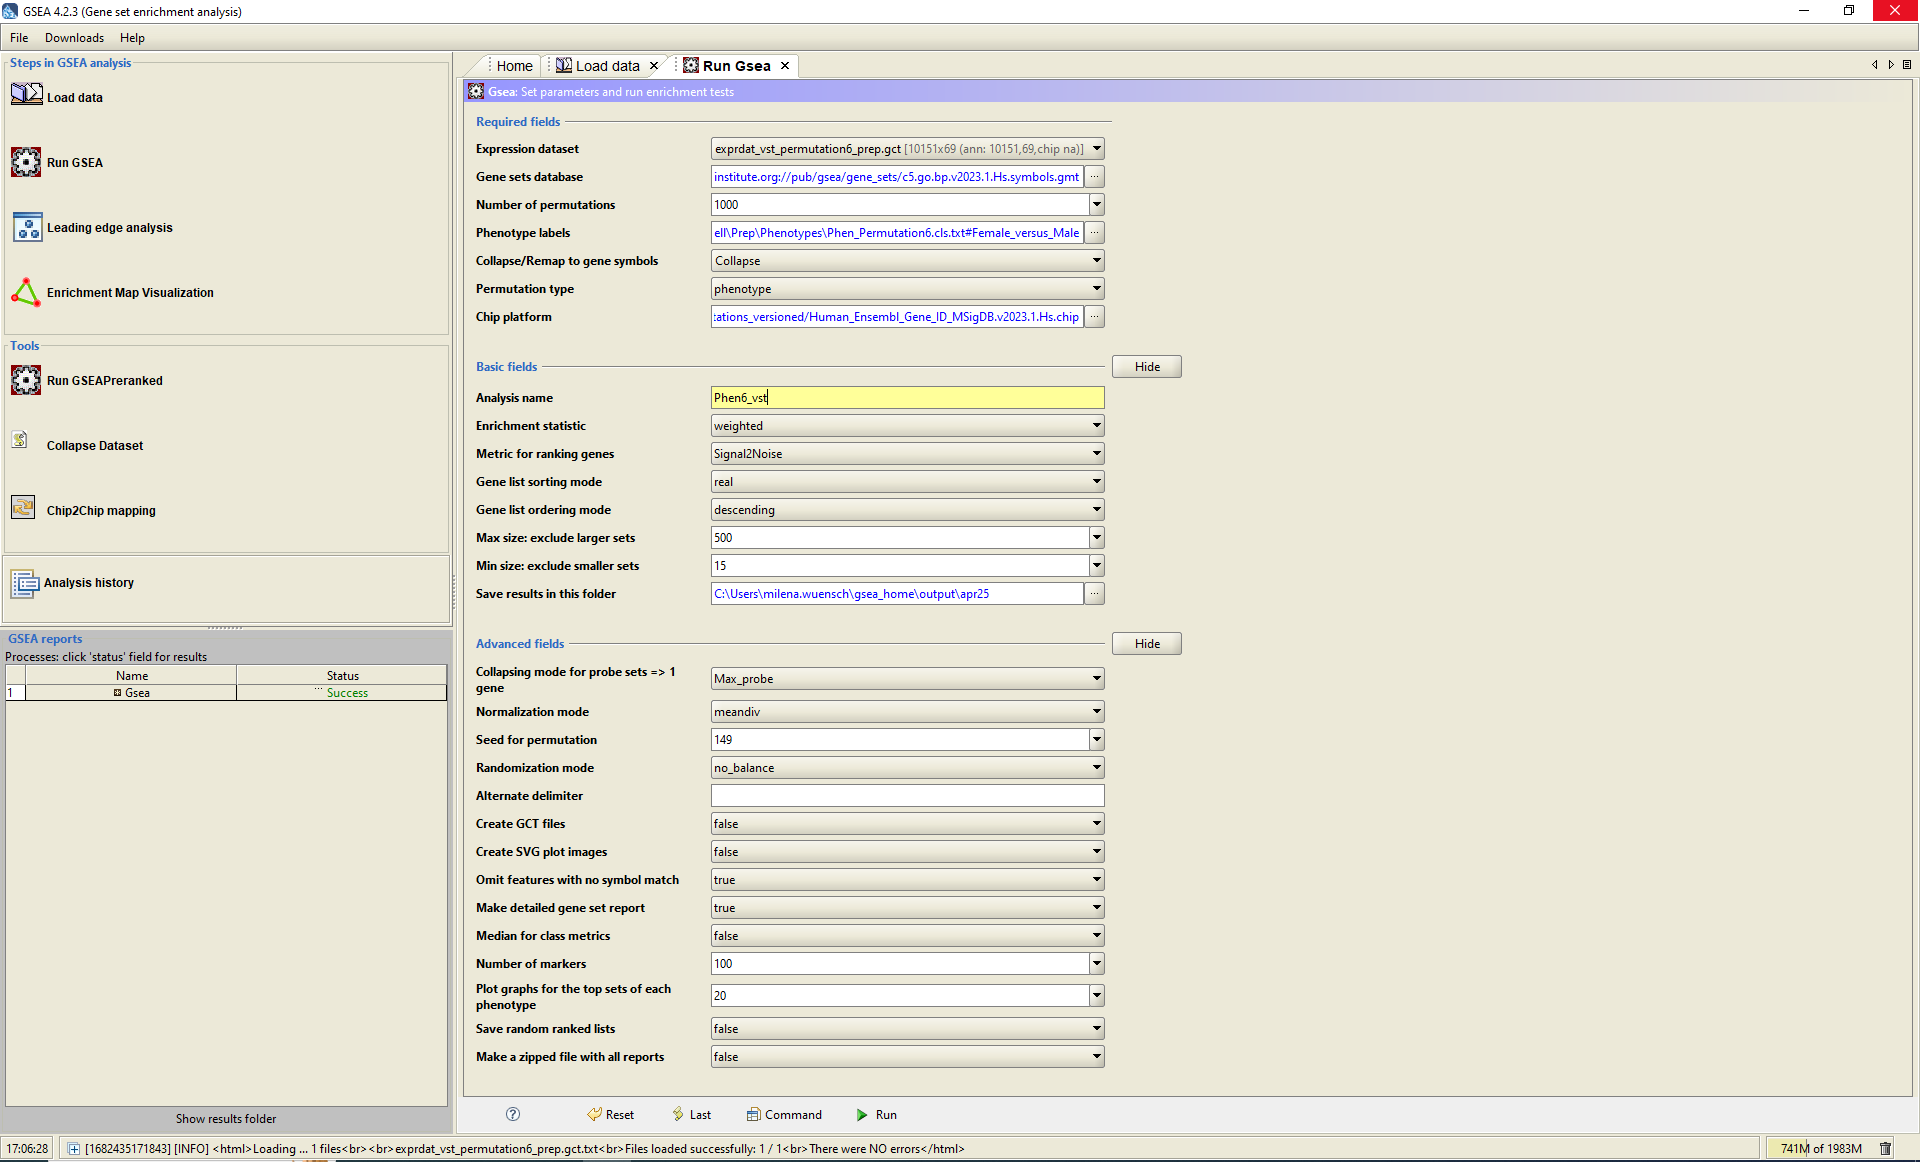 GSEA 4.2.3 (Gene set enrichment analysis)
File Downloads Help
Steps in GSEA analysis
Load data
Run GSEA
Leading edge analysis
Enrichment Map Visualization
Tools
Run GSEAPreranked
Collapse Dataset
Chip2Chip mapping
Analysis history
GSEA reports
Processes: click 'status' field for results
Name Status
1 Gsea ... Success
Show results folder
Home Load data Run Gsea
Gsea: Set parameters and run enrichment tests
Required fields
Expression dataset exprdat_vst_permutation6_prep.gct [10151x69 (ann: 10151,69,chip na)]
Gene sets database institute.org://pub/gsea/gene_sets/c5.go.bp.v2023.1.Hs.symbols.gmt ...
Number of permutations 1000
Phenotype labels ell\Prep\Phenotypes\Phen_Permutation6.cls.txt#Female_versus_Male ...
Collapse/Remap to gene symbols Collapse
Permutation type phenotype
Chip platform tations_versioned/Human_Ensembl_Gene_ID_MSigDB.v2023.1.Hs.chip ...
Basic fields Hide
Analysis name Phen6_vst
Enrichment statistic weighted
Metric for ranking genes Signal2Noise
Gene list sorting mode real
Gene list ordering mode descending
Max size: exclude larger sets 500
Min size: exclude smaller sets 15
Save results in this folder C:\Users\milena.wuensch\gsea_home\output\apr25 ...
Advanced fields Hide
Collapsing mode for probe sets => 1
gene Max_probe
Normalization mode meandiv
Seed for permutation 149
Randomization mode no_balance
Alternate delimiter
Create GCT files false
Create SVG plot images false
Omit features with no symbol match true
Make detailed gene set report true
Median for class metrics false
Number of markers 100
Plot graphs for the top sets of each
phenotype 20
Save random ranked lists false
Make a zipped file with all reports false
? Reset Last Command Run
17:06:28 [1682435171843] [INFO] <html>Loading ... 1 files<br><br>exprdat_vst_permutation6_prep.gct.txt<br>Files loaded successfully: 1 / 1<br>There were NO errors</html> 741M of 1983M